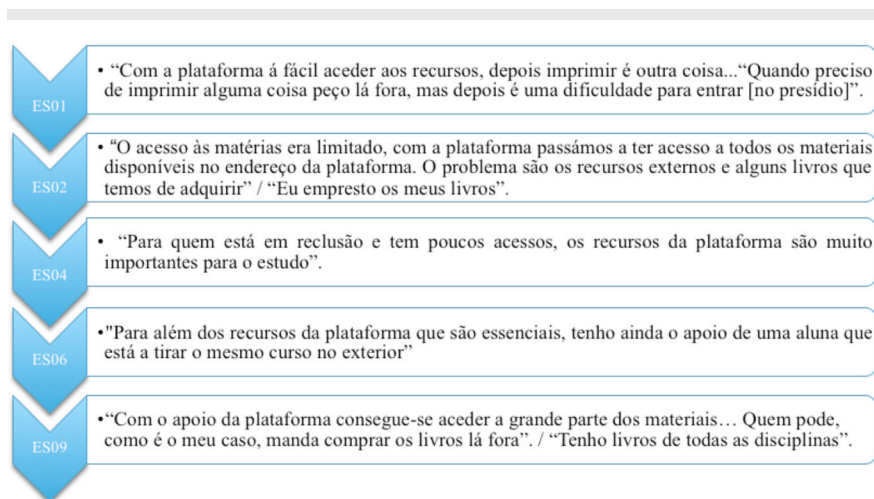 ES01
• “Com a plataforma á fácil aceder aos recursos, depois imprimir é outra coisa...“Quando preciso
de imprimir alguma coisa peço lá fora, mas depois é uma dificuldade para entrar [no presídio]”.
ES02
• “O acesso às matérias era limitado, com a plataforma passámos a ter acesso a todos os materiais
disponíveis no endereço da plataforma. O problema são os recursos externos e alguns livros que
temos de adquirir” / “Eu empresto os meus livros”.
ES04
• “Para quem está em reclusão e tem poucos acessos, os recursos da plataforma são muito
importantes para o estudo”.
ES06
•"Para além dos recursos da plataforma que são essenciais, tenho ainda o apoio de uma aluna que
está a tirar o mesmo curso no exterior”
ES09
•“Com o apoio da plataforma consegue-se aceder a grande parte dos materiais… Quem pode,
como é o meu caso, manda comprar os livros lá fora”. / “Tenho livros de todas as disciplinas”.